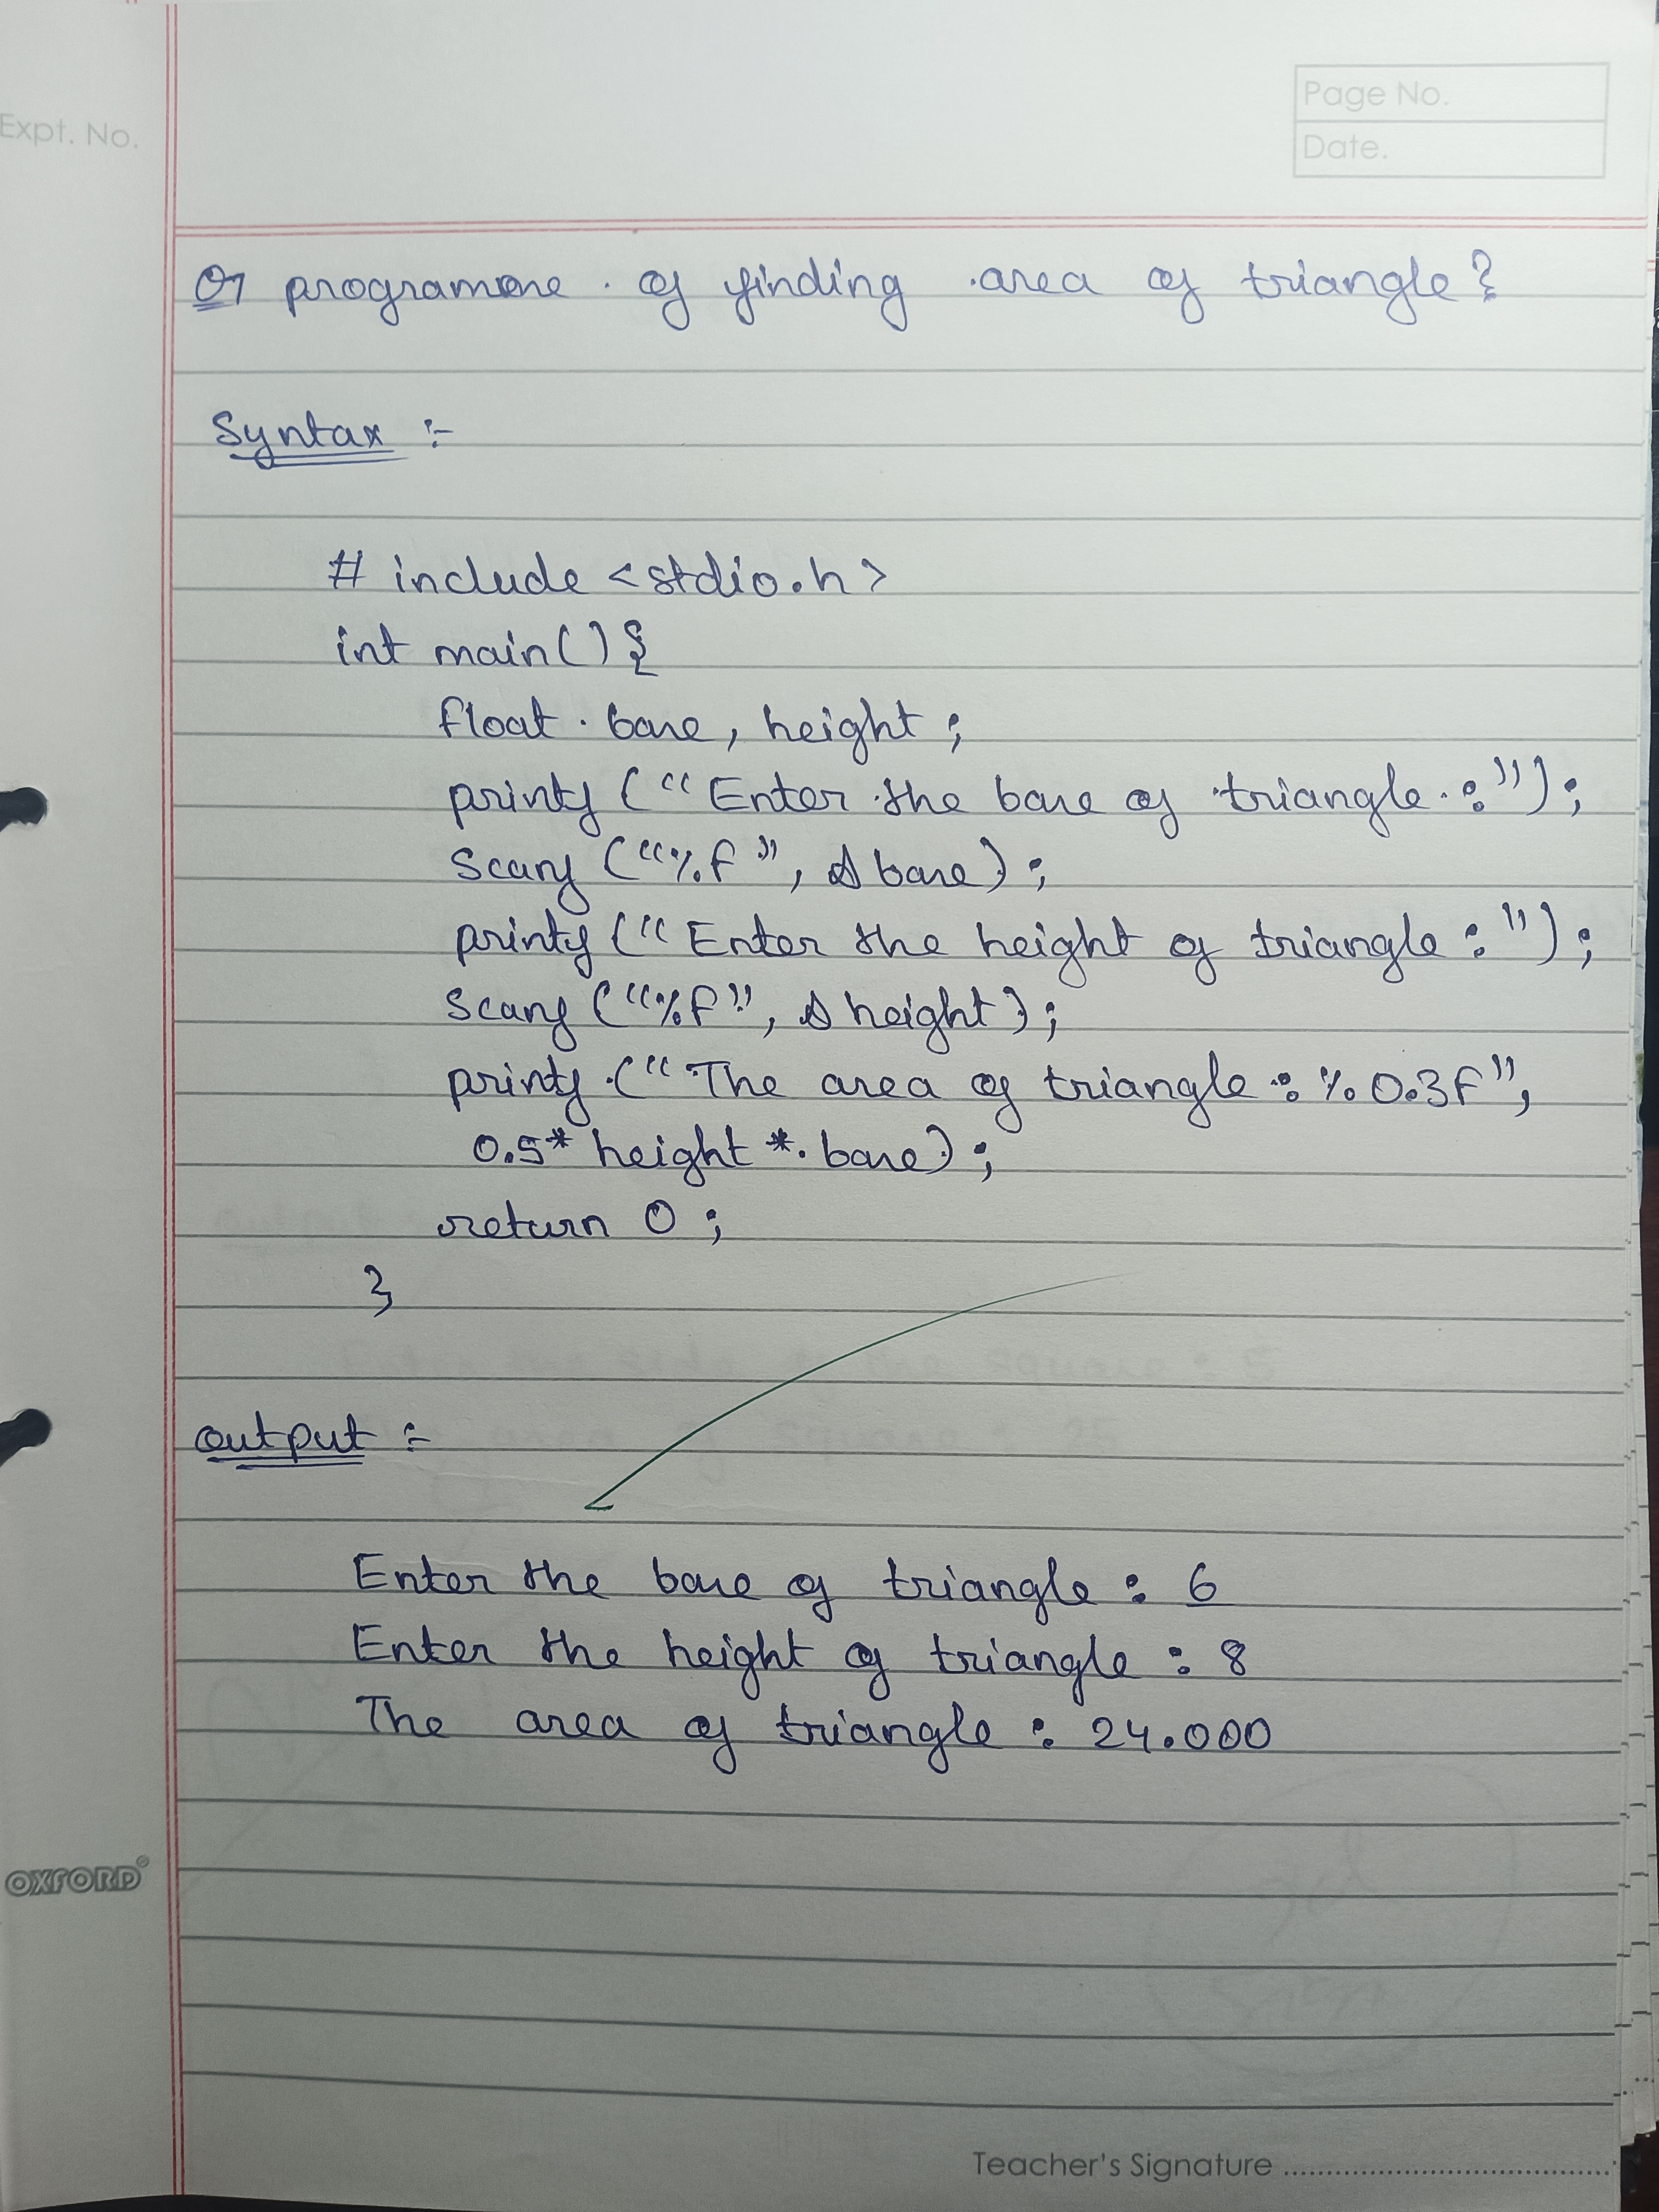 Expt. No.
Page No.
Date.
Q7 programme of finding area of triangle?
Syntax :-
# include <stdio.h>
int main(){
float base, height ;
printf ("Enter the base of triangle :");
Scanf ("%f", &base);
printf ("Enter the height of triangle : ");
Scanf ("%f", &height);
printf ("The area of triangle : %0.3f",
0.5* height * base);
return 0 ;
}
output :-
Enter the base of triangle : 6
Enter the height of triangle : 8
The area of triangle : 24.000
OXFORD
Teacher's Signature